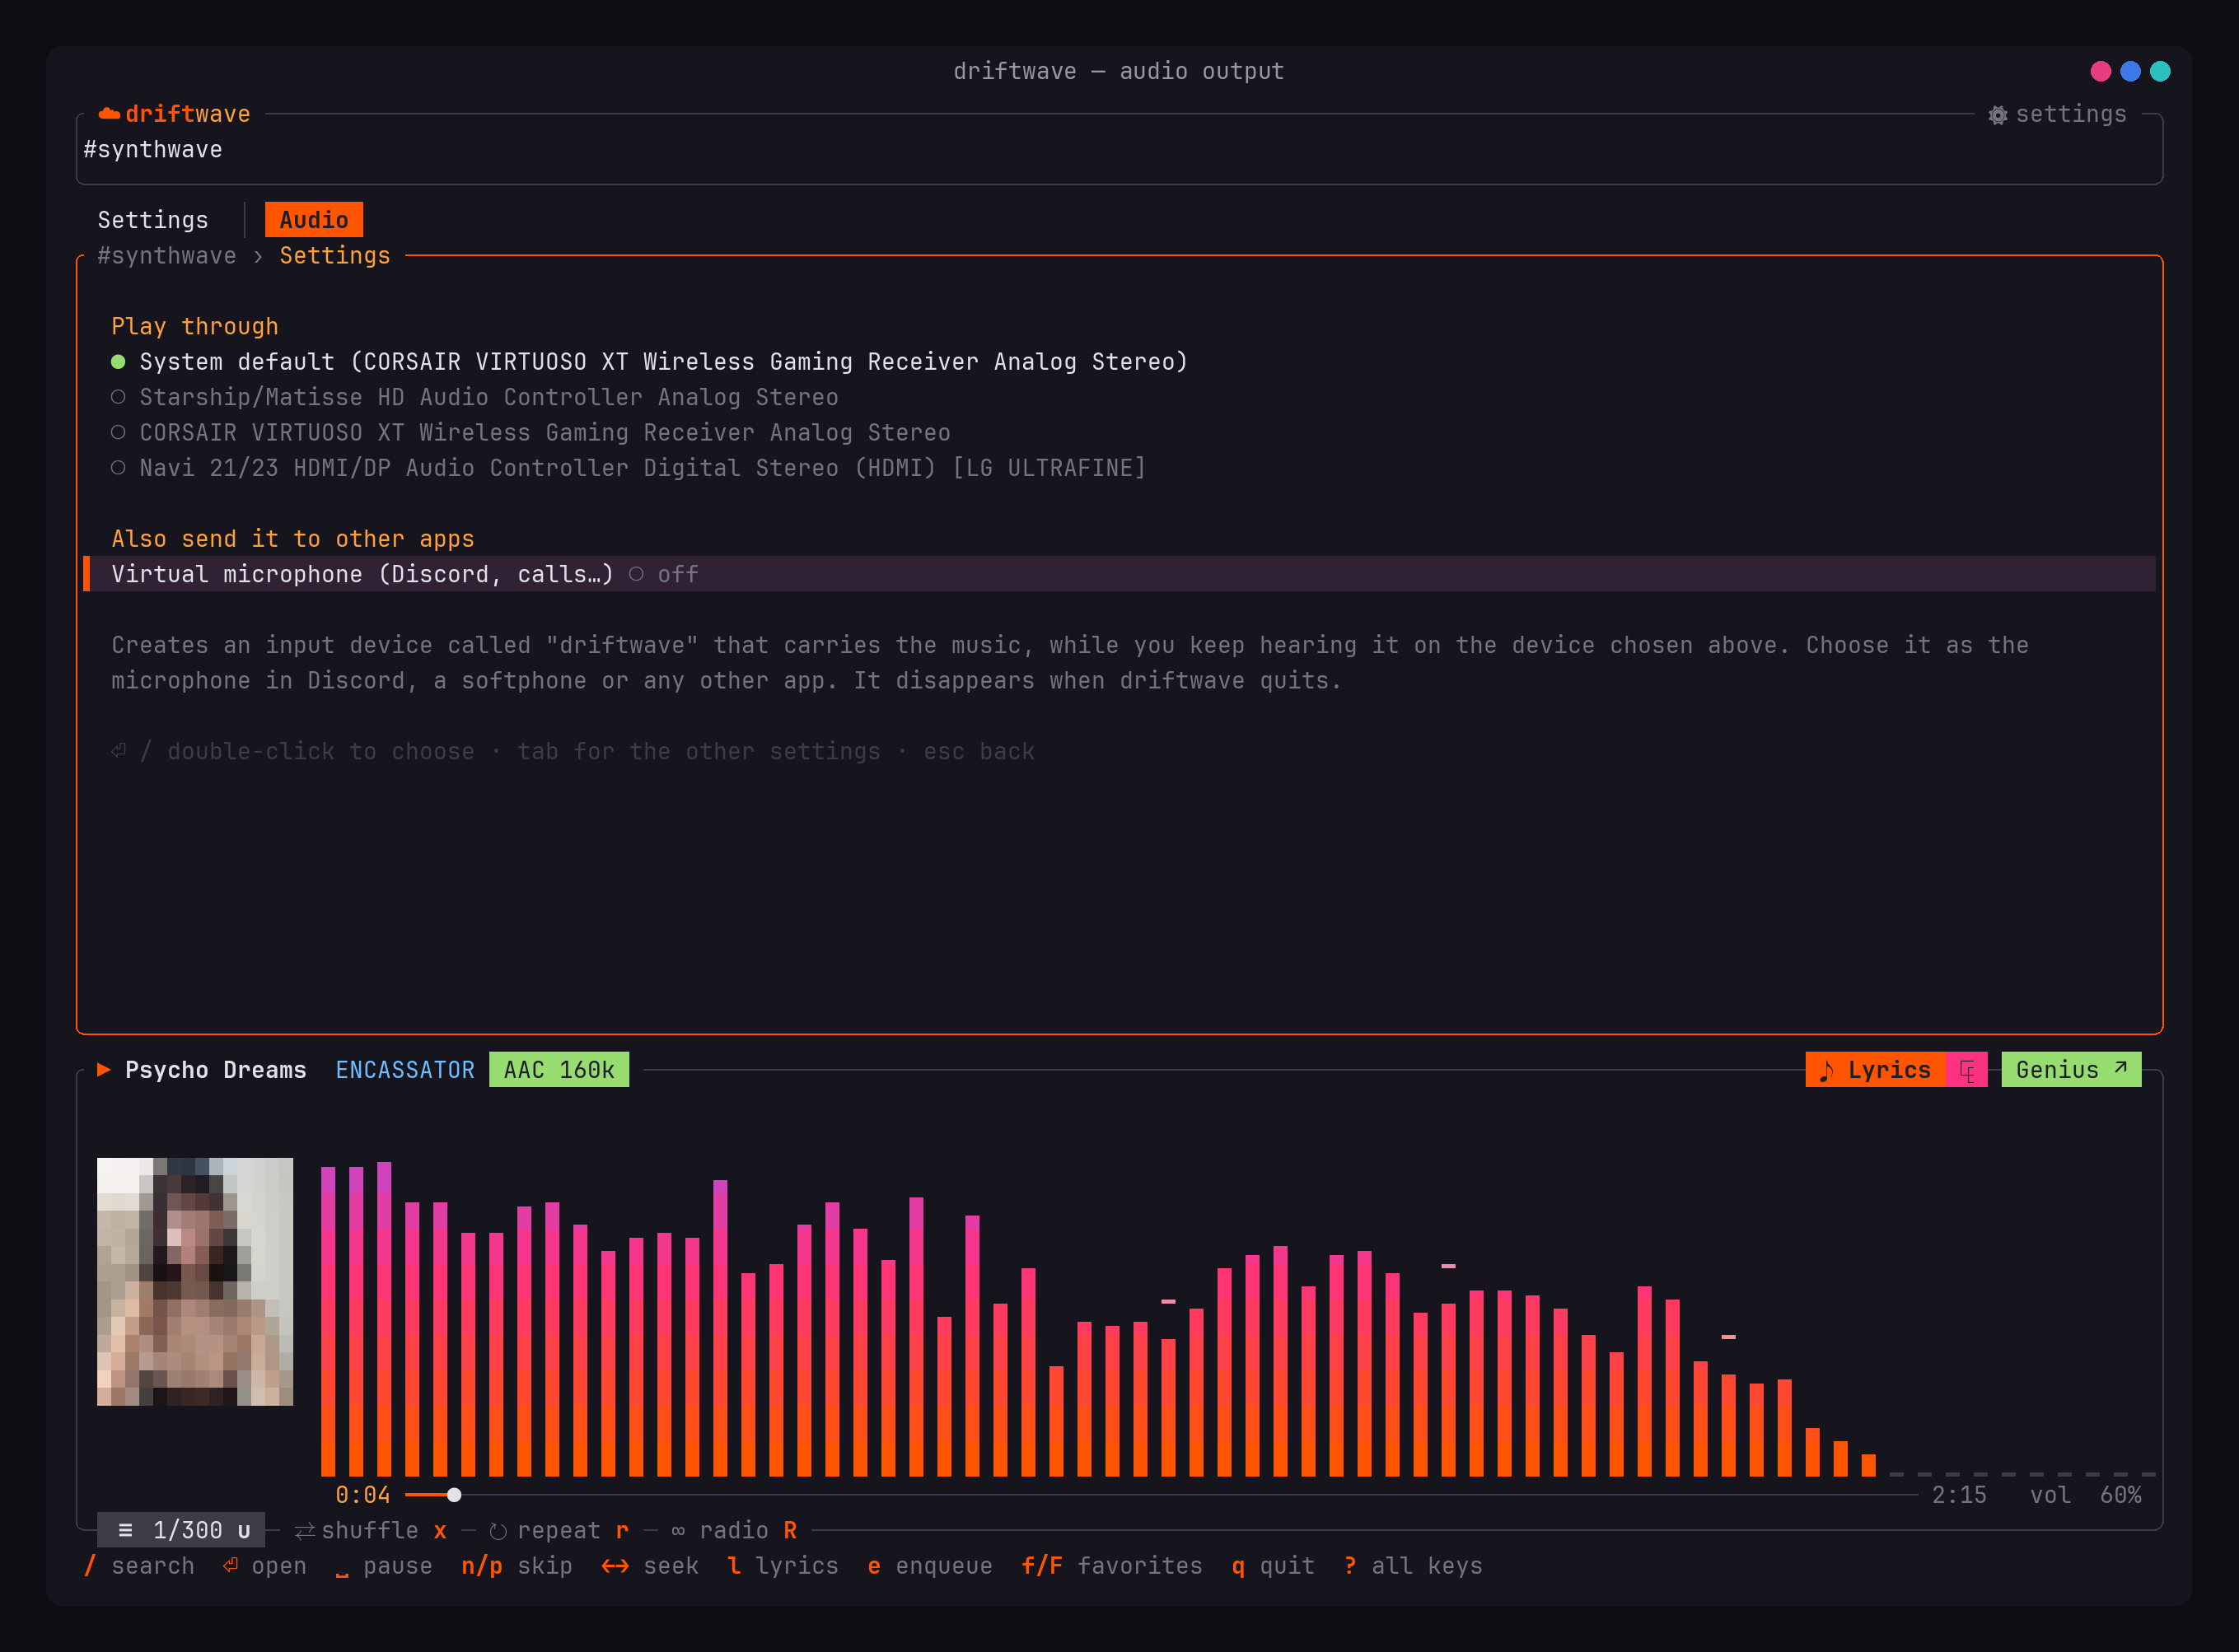 driftwave — audio output
driftwave
settings
#synthwave
Settings │ Audio
#synthwave › Settings
Play through
● System default (CORSAIR VIRTUOSO XT Wireless Gaming Receiver Analog Stereo)
○ Starship/Matisse HD Audio Controller Analog Stereo
○ CORSAIR VIRTUOSO XT Wireless Gaming Receiver Analog Stereo
○ Navi 21/23 HDMI/DP Audio Controller Digital Stereo (HDMI) [LG ULTRAFINE]
Also send it to other apps
Virtual microphone (Discord, calls…) ○ off
Creates an input device called "driftwave" that carries the music, while you keep hearing it on the device chosen above. Choose it as the
microphone in Discord, a softphone or any other app. It disappears when driftwave quits.
⏎ / double-click to choose · tab for the other settings · esc back
▶ Psycho Dreams ENCASSATOR AAC 160k
♪ Lyrics
Genius ↗
0:04
2:15 vol 60%
≡ 1/300 u ⇄ shuffle x ↻ repeat r ∞ radio R
/ search ⏎ open ␣ pause n/p skip ←→ seek l lyrics e enqueue f/F favorites q quit ? all keys